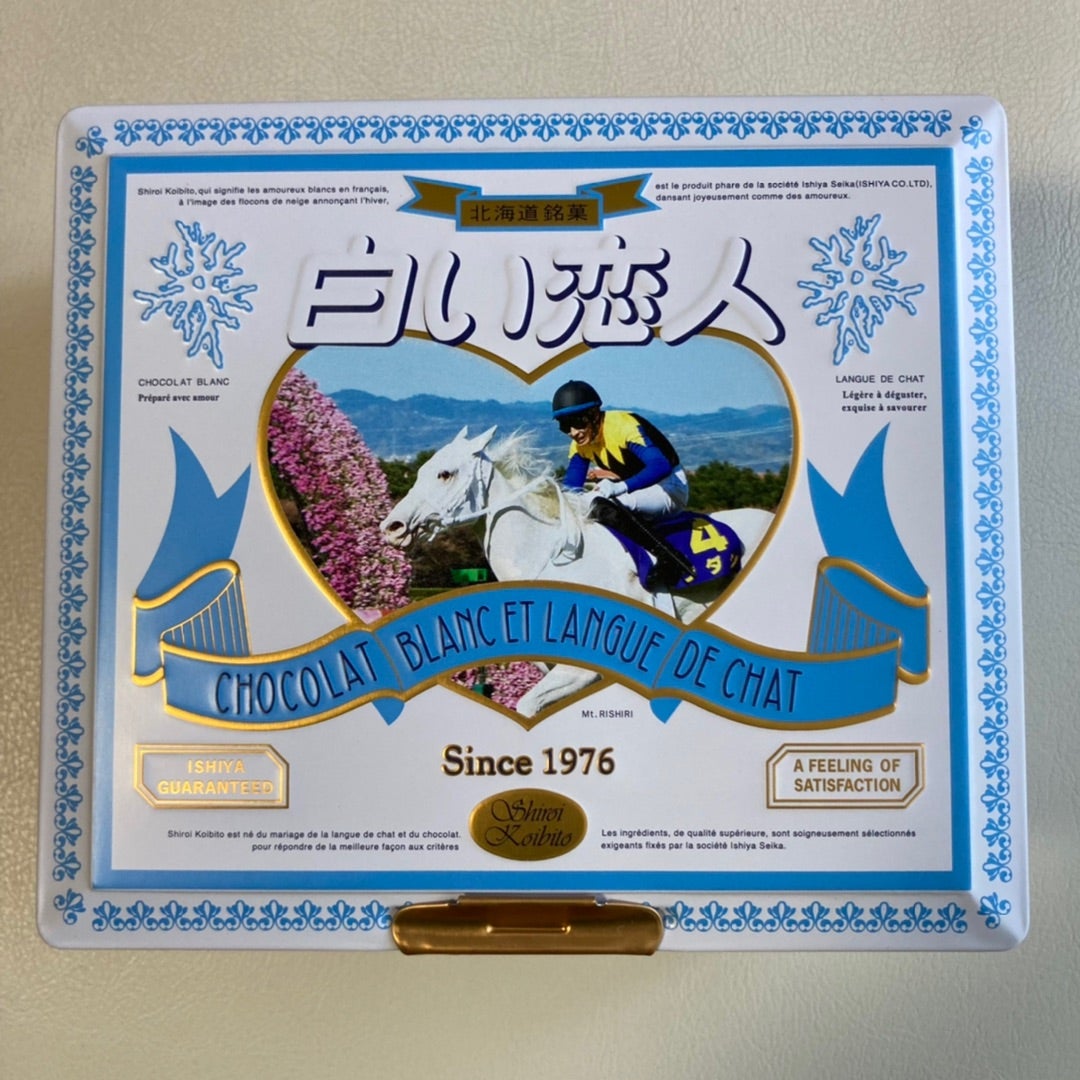 Shiroi Koibito, qui signifie les amoureux blancs en français,
à l'image des flocons de neige annonçant l'hiver,
est le produit phare de la société Ishiya Seika(ISHIYA CO.LTD),
dansant joyeusement comme des amoureux.
北海道銘菓
白い恋人
CHOCOLAT BLANC
Préparé avec amour
LANGUE DE CHAT
Légère à déguster,
exquise à savourer
4
ダ
CHOCOLAT BLANC ET LANGUE DE CHAT
Mt. RISHIRI
Since 1976
ISHIYA
GUARANTEED
A FEELING OF
SATISFACTION
Shiroi
Koibito
Shiroi Koibito est né du mariage de la langue de chat et du chocolat.
pour répondre de la meilleure façon aux critères
Les ingrédients, de qualité supérieure, sont soigneusement sélectionnés
exigeants fixés par la société Ishiya Seika.